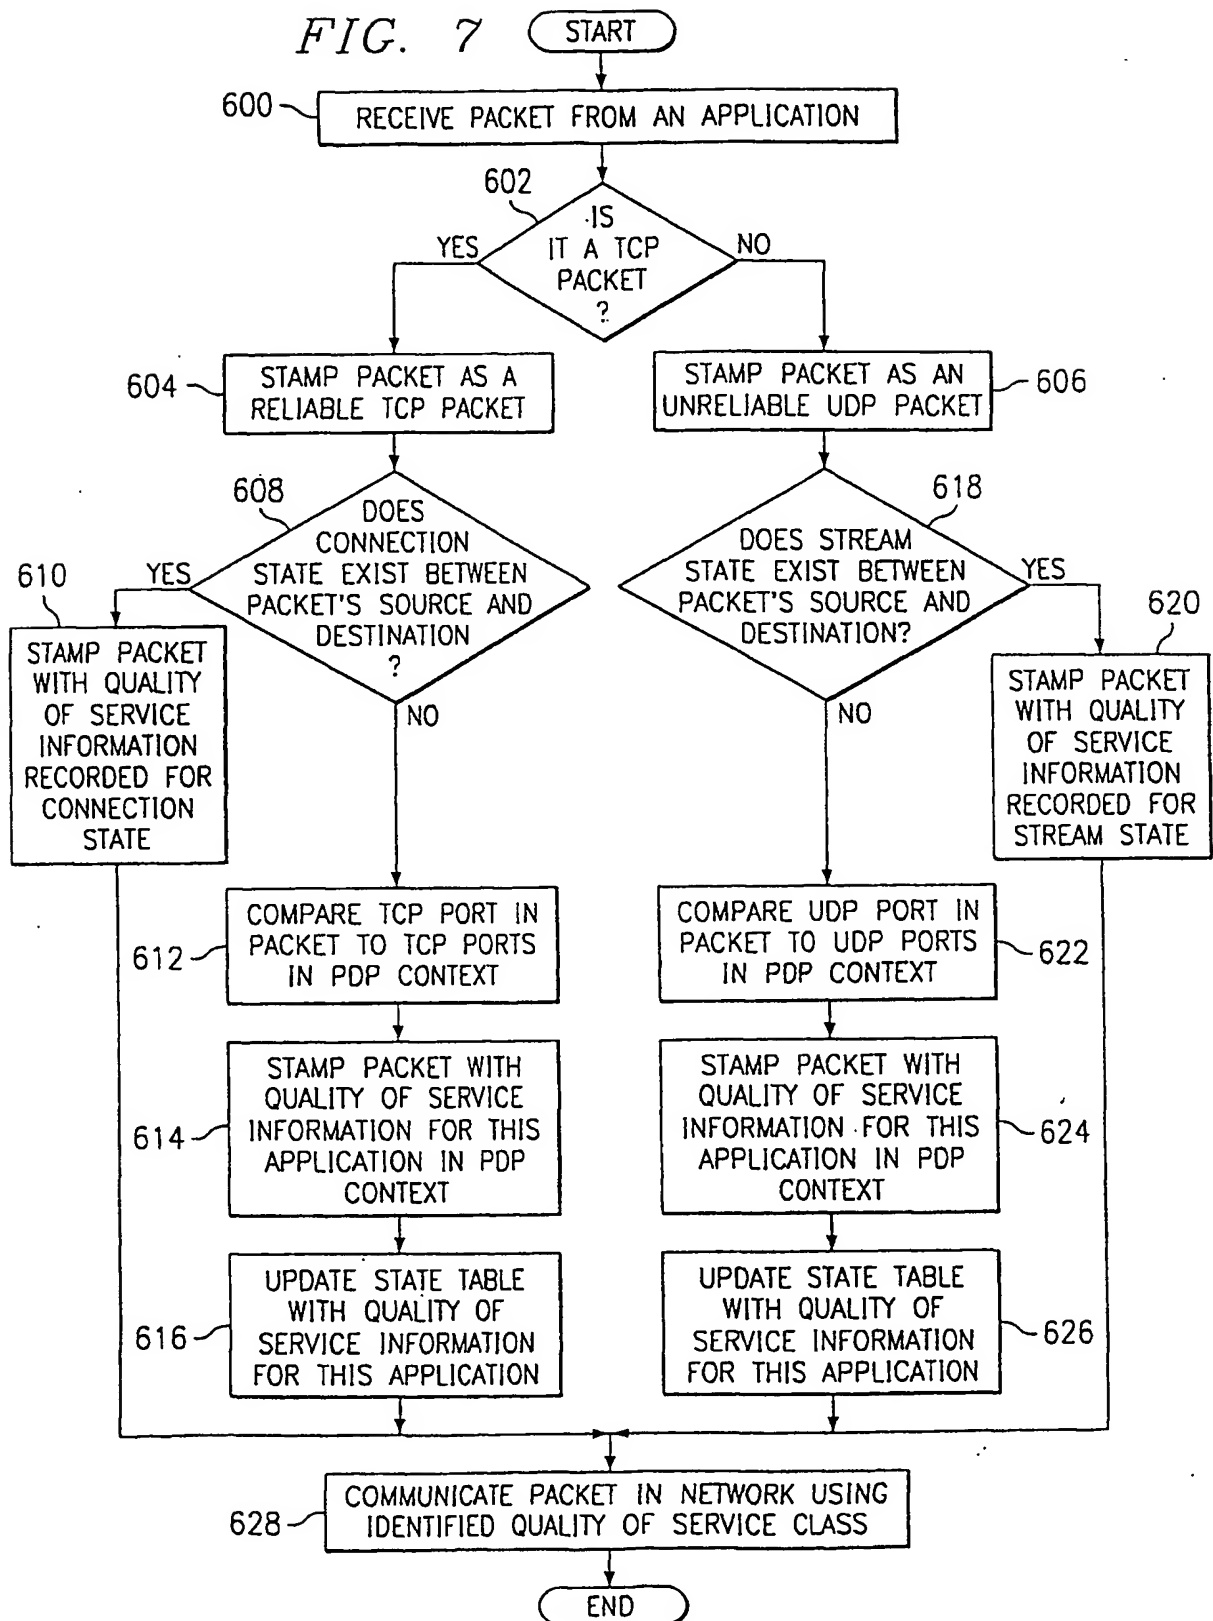 FIG. 7
START
600
RECEIVE PACKET FROM AN APPLICATION
602
IS
IT A TCP
PACKET
?
YES
NO
604
STAMP PACKET AS A
RELIABLE TCP PACKET
STAMP PACKET AS AN
UNRELIABLE UDP PACKET
606
608
DOES
CONNECTION
STATE EXIST BETWEEN
PACKET'S SOURCE AND
DESTINATION
?
YES
NO
618
DOES STREAM
STATE EXIST BETWEEN
PACKET'S SOURCE AND
DESTINATION?
YES
NO
610
STAMP PACKET
WITH QUALITY
OF SERVICE
INFORMATION
RECORDED FOR
CONNECTION
STATE
620
STAMP PACKET
WITH QUALITY
OF SERVICE
INFORMATION
RECORDED FOR
STREAM STATE
612
COMPARE TCP PORT IN
PACKET TO TCP PORTS
IN PDP CONTEXT
COMPARE UDP PORT IN
PACKET TO UDP PORTS
IN PDP CONTEXT
622
614
STAMP PACKET WITH
QUALITY OF SERVICE
INFORMATION FOR THIS
APPLICATION IN PDP
CONTEXT
STAMP PACKET WITH
QUALITY OF SERVICE
INFORMATION FOR THIS
APPLICATION IN PDP
CONTEXT
624
616
UPDATE STATE TABLE
WITH QUALITY OF
SERVICE INFORMATION
FOR THIS APPLICATION
UPDATE STATE TABLE
WITH QUALITY OF
SERVICE INFORMATION
FOR THIS APPLICATION
626
628
COMMUNICATE PACKET IN NETWORK USING
IDENTIFIED QUALITY OF SERVICE CLASS
END